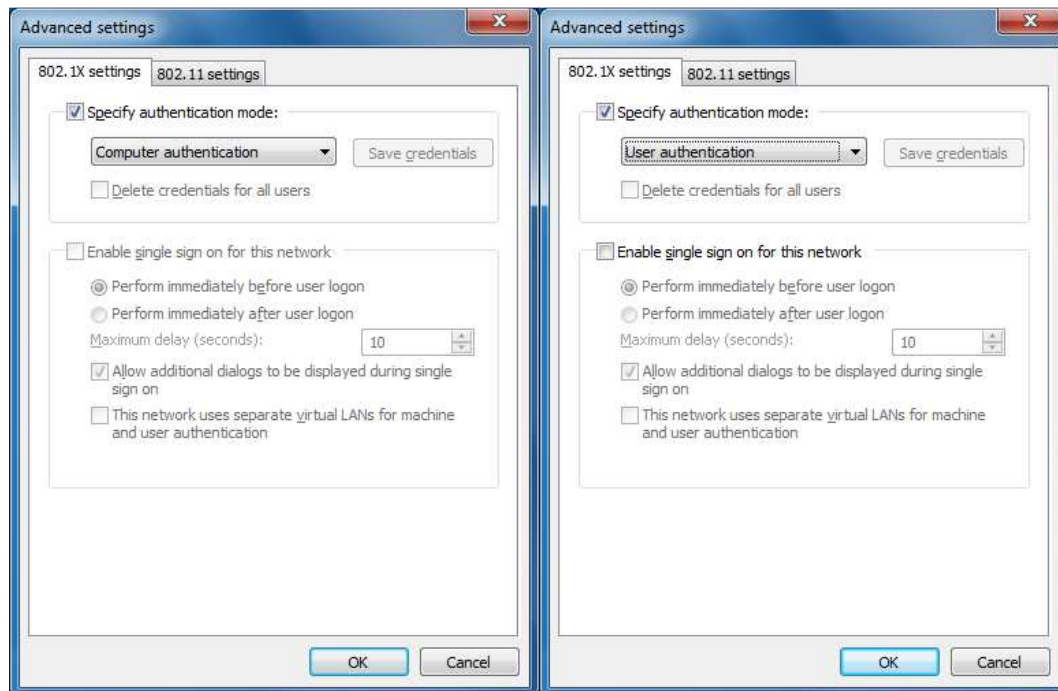 Advanced settings
802.1X settings 802.11 settings
Specify authentication mode:
Computer authentication Save credentials
Delete credentials for all users
Enable single sign on for this network
Perform immediately before user logon
Perform immediately after user logon
Maximum delay (seconds): 10
Allow additional dialogs to be displayed during single
sign on
This network uses separate virtual LANs for machine
and user authentication
OK Cancel
Advanced settings
802.1X settings 802.11 settings
Specify authentication mode:
User authentication Save credentials
Delete credentials for all users
Enable single sign on for this network
Perform immediately before user logon
Perform immediately after user logon
Maximum delay (seconds): 10
Allow additional dialogs to be displayed during single
sign on
This network uses separate virtual LANs for machine
and user authentication
OK Cancel